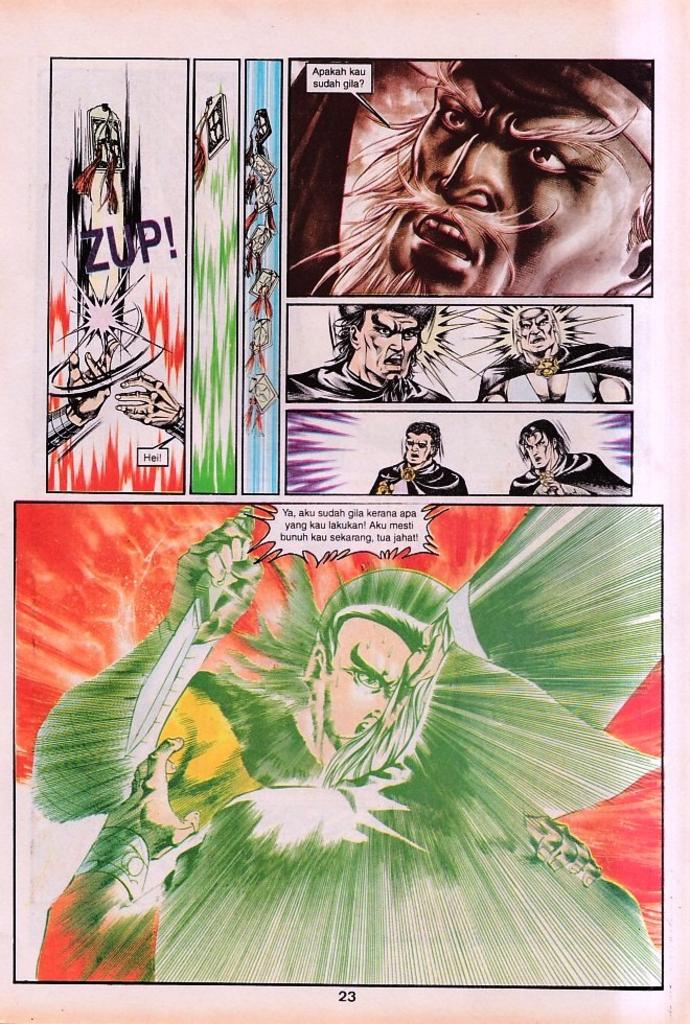 ZUP!
Hei!
Apakah kau
sudah gila?
Ya, aku sudah gila kerana apa
yang kau lakukan! Aku mesti
bunuh kau sekarang, tua jahat!
23